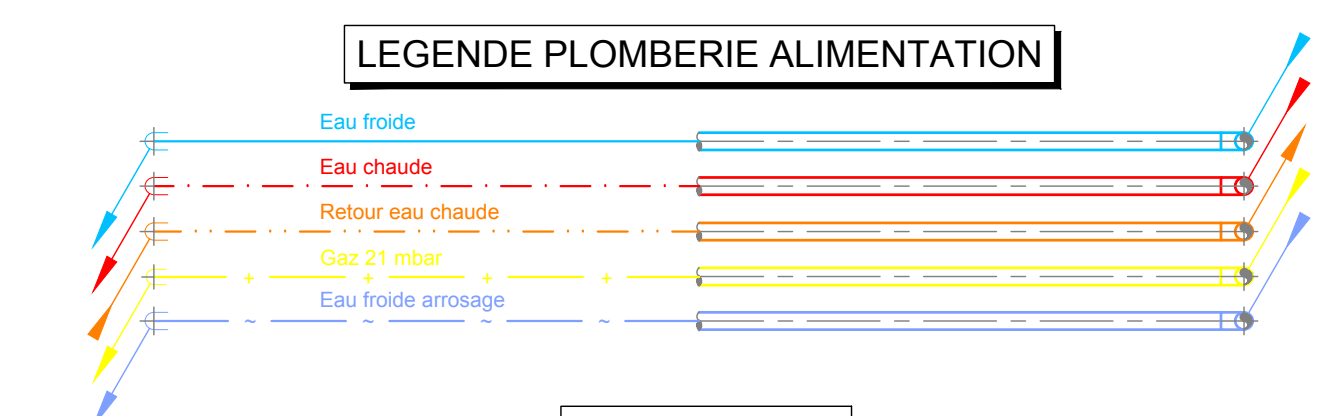 LEGENDE PLOMBERIE ALIMENTATION
Eau froide
Eau chaude
Retour eau chaude
Gaz 21 mbar
Eau froide arrosage